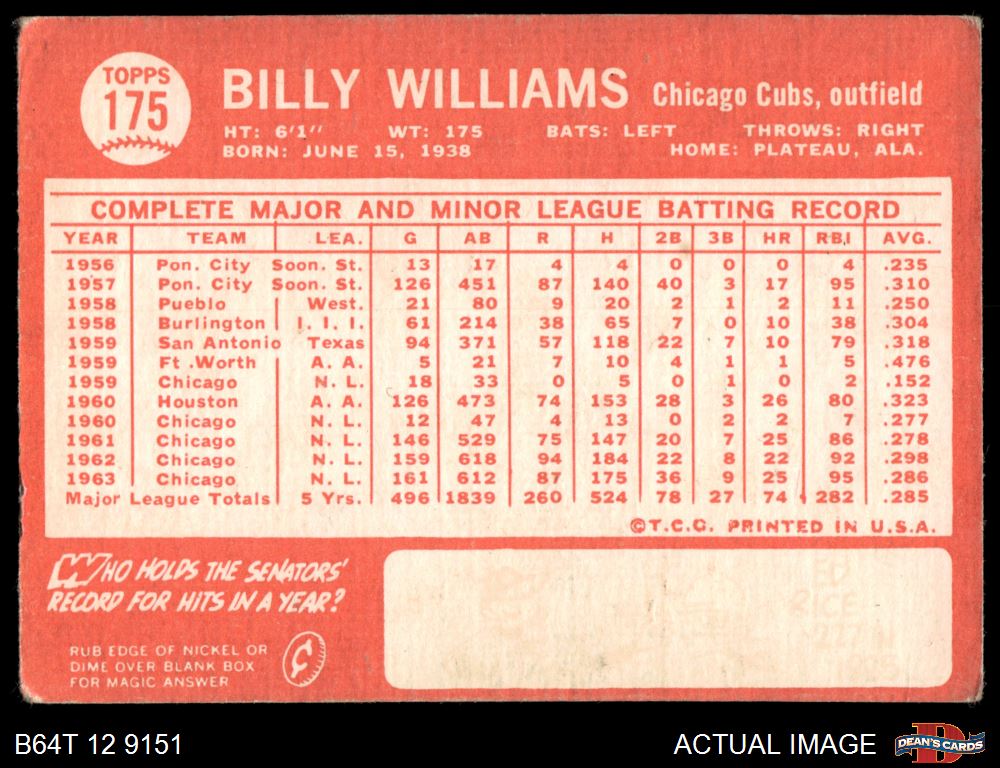 TOPPS
175
BILLY WILLIAMS Chicago Cubs, outfield
HT: 6'1" WT: 175 BATS: LEFT THROWS: RIGHT
BORN: JUNE 15, 1938 HOME: PLATEAU, ALA.
COMPLETE MAJOR AND MINOR LEAGUE BATTING RECORD
YEAR TEAM LEA. G AB R H 2B 3B HR RBI AVG.
1956 Pon. City Soon. St. 13 17 4 4 0 0 0 4 .235
1957 Pon. City Soon. St. 126 451 87 140 40 3 17 95 .310
1958 Pueblo West. 21 80 9 20 2 1 2 11 .250
1958 Burlington I. I. I. 61 214 38 65 7 0 10 38 .304
1959 San Antonio Texas 94 371 57 118 22 7 10 79 .318
1959 Ft .Worth A. A. 5 21 7 10 4 1 1 5 .476
1959 Chicago N. L. 18 33 0 5 0 1 0 2 .152
1960 Houston A. A. 126 473 74 153 28 3 26 80 .323
1960 Chicago N. L. 12 47 4 13 0 2 2 7 .277
1961 Chicago N. L. 146 529 75 147 20 7 25 86 .278
1962 Chicago N. L. 159 618 94 184 22 8 22 92 .298
1963 Chicago N. L. 161 612 87 175 36 9 25 95 .286
Major League Totals 5 Yrs. 496 1839 260 524 78 27 74 282 .285
©T.C.G. PRINTED IN U.S.A.
WHO HOLDS THE SENATORS'
RECORD FOR HITS IN A YEAR?
RUB EDGE OF NICKEL OR
DIME OVER BLANK BOX
FOR MAGIC ANSWER
¢
ED
RICE
227 IN
B64T 12 9151
ACTUAL IMAGE
DEAN'S CARDS